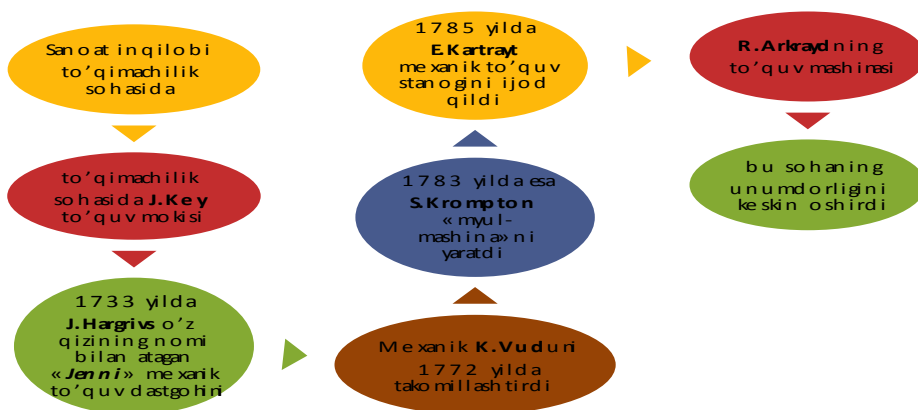 Sanoat inqilobi
to’qimachilik
sohasida
to’qimachilik
sohasida J.Key
to’quv mokisi
1733 yilda
J.Hargrivs o’z
qizining nomi
bilan atagan
«Jenni» mexanik
to’quv dastgohini
Mexanik K.Vud uni
1772 yilda
takomillashtirdi
1783 yilda esa
S.Krompton
«myul-
mashina»ni
yaratdi
1785 yilda
E.Kartrayt
mexanik to’quv
stanogini ijod
qildi
R.Arkraydning
to’quv mashinasi
bu sohaning
unumdorligini
keskin oshirdi